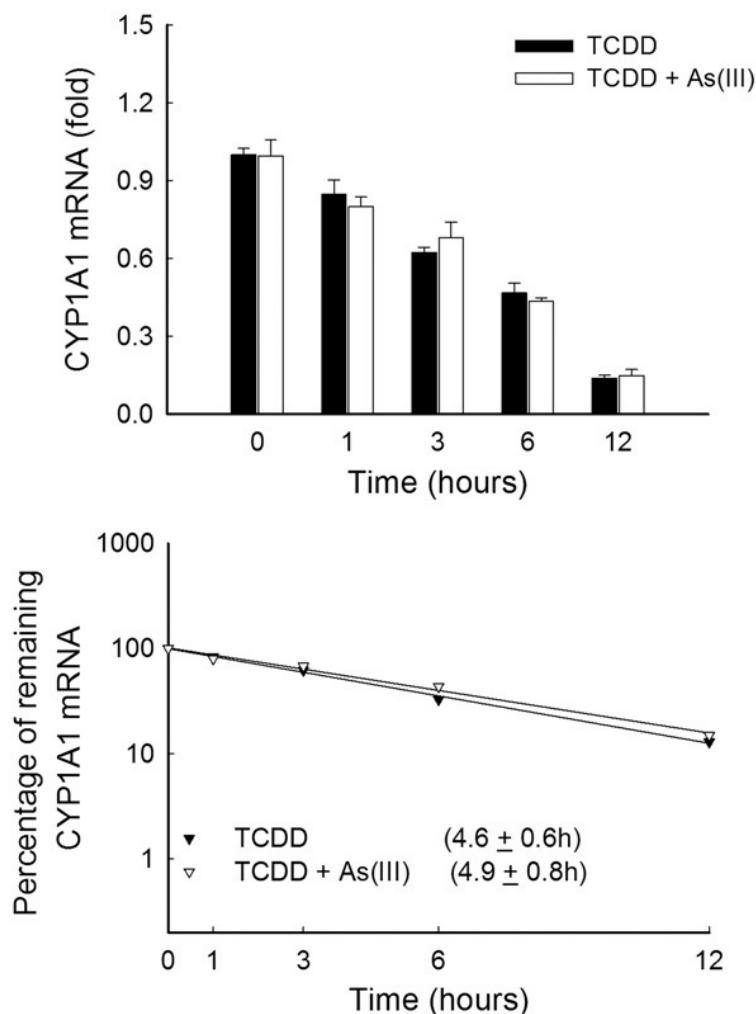 TCDD
TCDD + As(III)
CYP1A1 mRNA (fold)
1.5
1.2
0.9
0.6
0.3
0.0
0 1 3 6 12
Time (hours)
Percentage of remaining
CYP1A1 mRNA
1000
100
10
1
TCDD (4.6 ± 0.6h)
TCDD + As(III) (4.9 ± 0.8h)
0 1 3 6 12
Time (hours)